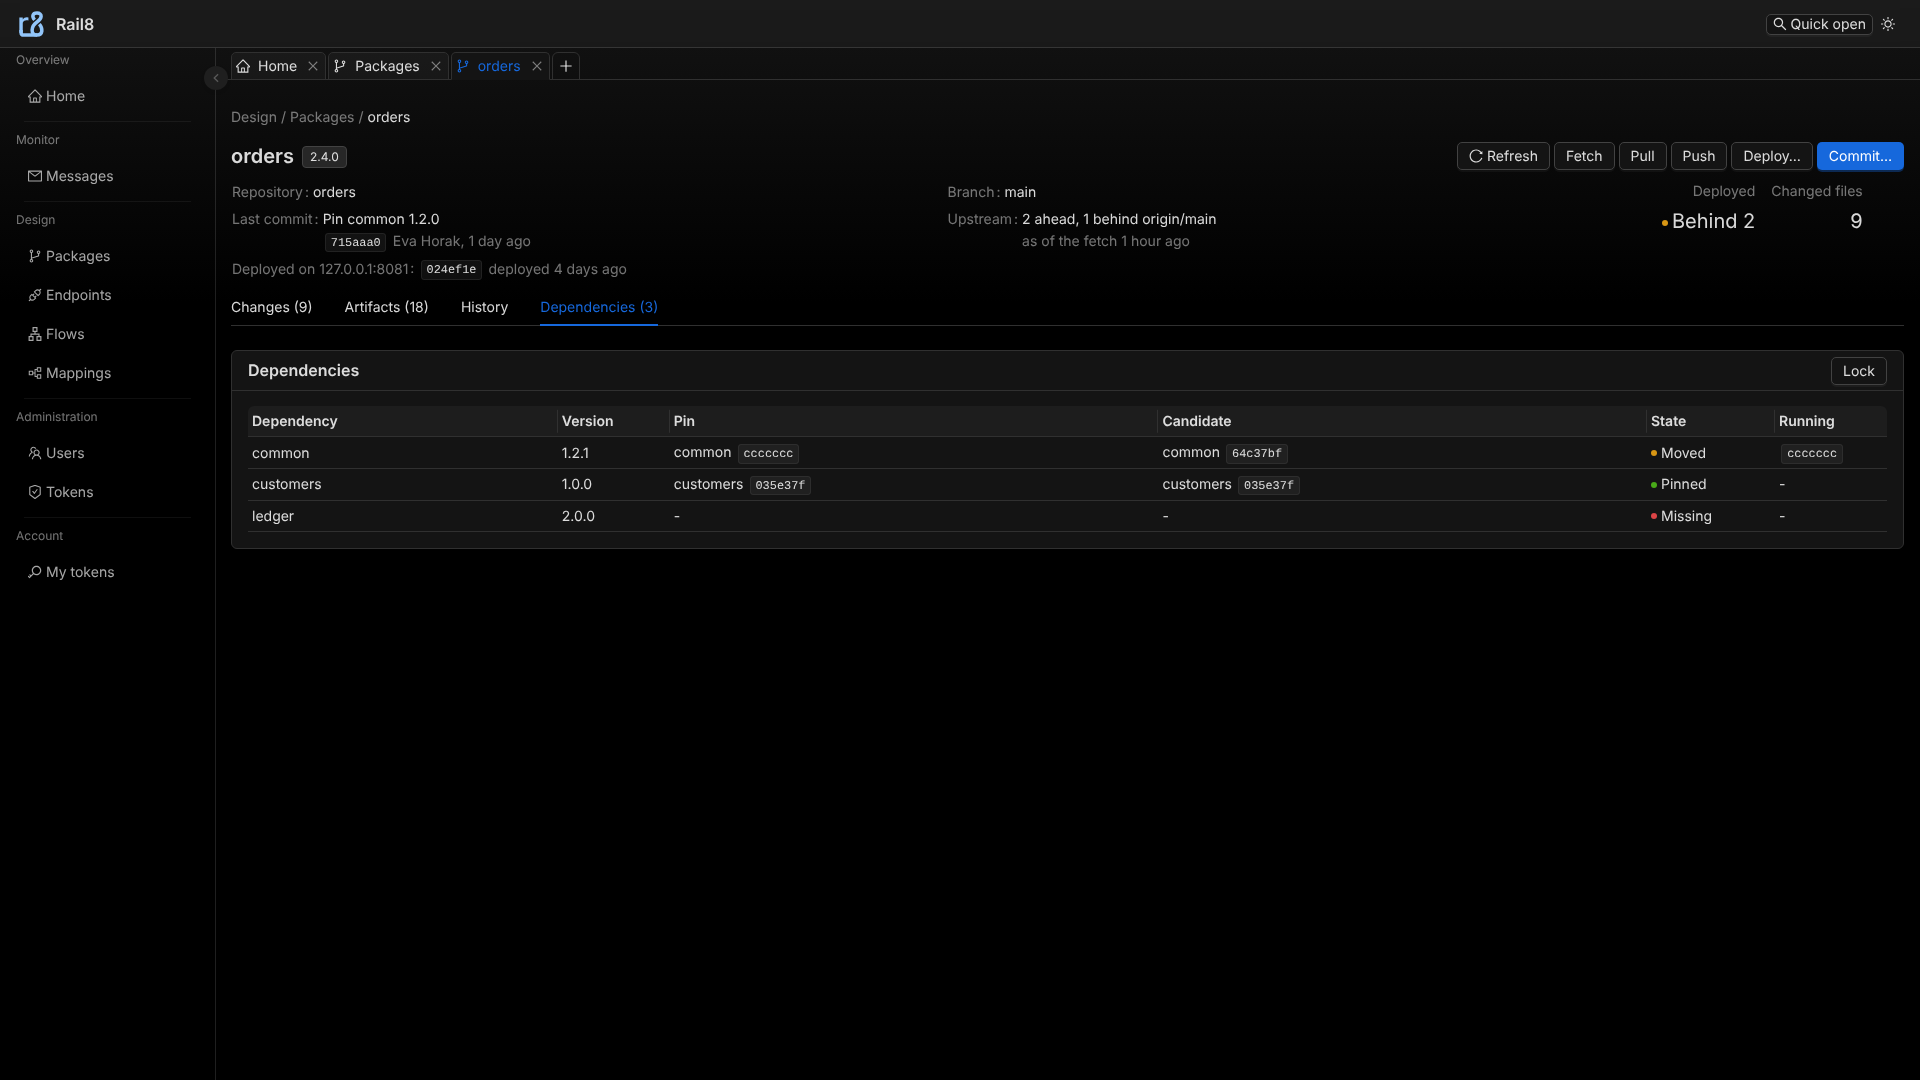 Rail8
Quick open
Overview
Home
Monitor
Messages
Design
Packages
Endpoints
Flows
Mappings
Administration
Users
Tokens
Account
My tokens
Home
Packages
orders
Design / Packages / orders
orders 2.4.0
Refresh Fetch Pull Push Deploy... Commit...
Repository: orders
Branch: main
Deployed Changed files
Last commit: Pin common 1.2.0
Upstream: 2 ahead, 1 behind origin/main
Behind 2 9
715aaa0 Eva Horak, 1 day ago
as of the fetch 1 hour ago
Deployed on 127.0.0.1:8081: 024ef1e deployed 4 days ago
Changes (9) Artifacts (18) History Dependencies (3)
Dependencies
Lock
Dependency Version Pin Candidate State Running
common 1.2.1 common ccccccc common 64c37bf Moved ccccccc
customers 1.0.0 customers 035e37f customers 035e37f Pinned -
ledger 2.0.0 - - Missing -